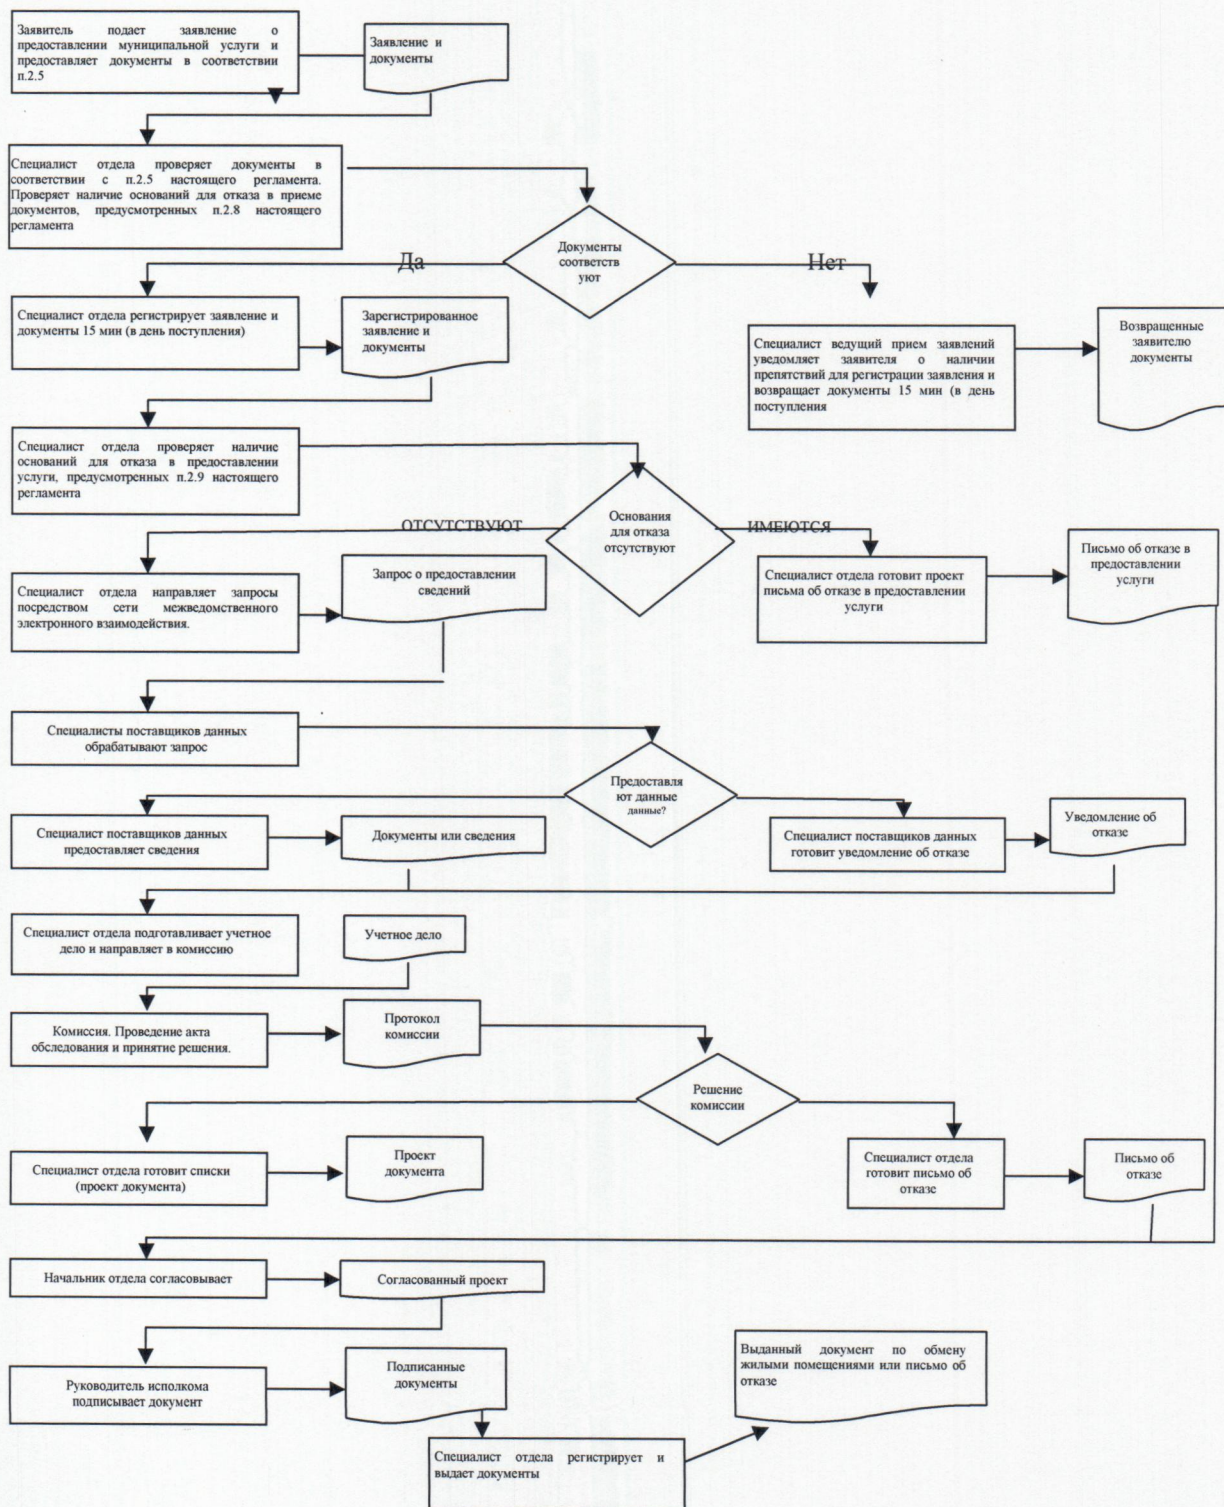 Заявитель подает заявление о
предоставлении муниципальной услуги и
предоставляет документы в соответствии
п.2.5
Заявление и
документы
Специалист отдела проверяет документы в
соответствии с п.2.5 настоящего регламента.
Проверяет наличие оснований для отказа в приеме
документов, предусмотренных п.2.8 настоящего
регламента
Документы
соответств
уют
Да
Нет
Специалист отдела регистрирует заявление и
документы 15 мин (в день поступления)
Зарегистрированное
заявление и
документы
Специалист ведущий прием заявлений
уведомляет заявителя о наличии
препятствий для регистрации заявления и
возвращает документы 15 мин (в день
поступления
Возвращенные
заявителю
документы
Специалист отдела проверяет наличие
оснований для отказа в предоставлении
услуги, предусмотренных п.2.9 настоящего
регламента
Основания
для отказа
отсутствуют
ОТСУТСТВУЮТ
ИМЕЮТСЯ
Специалист отдела направляет запросы
посредством сети межведомственного
электронного взаимодействия.
Запрос о предоставлении
сведений
Специалист отдела готовит проект
письма об отказе в предоставлении
услуги
Письмо об отказе в
предоставлении
услуги
Специалисты поставщиков данных
обрабатывают запрос
Предоставля
ют данные
данные?
Специалист поставщиков данных
предоставляет сведения
Документы или сведения
Специалист поставщиков данных
готовит уведомление об отказе
Уведомление об
отказе
Специалист отдела подготавливает учетное
дело и направляет в комиссию
Учетное дело
Комиссия. Проведение акта
обследования и принятие решения.
Протокол
комиссии
Решение
комиссии
Специалист отдела готовит списки
(проект документа)
Проект
документа
Специалист отдела
готовит письмо об
отказе
Письмо об
отказе
Начальник отдела согласовывает
Согласованный проект
Руководитель исполкома
подписывает документ
Подписанные
документы
Выданный документ по обмену
жилыми помещениями или письмо об
отказе
Специалист отдела регистрирует и
выдает документы